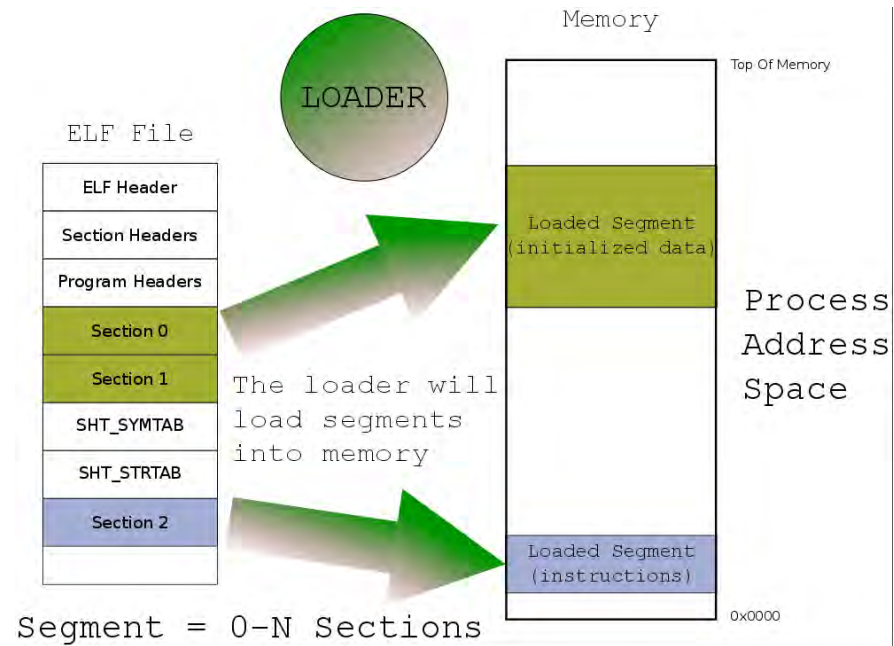 Memory
Top Of Memory
LOADER
ELF File
ELF Header
Section Headers
Program Headers
Section 0
Section 1
SHT_SYMTAB
SHT_STRTAB
Section 2
The loader will
load segments
into memory
Loaded Segment
(initialized data)
Loaded Segment
(instructions)
Process
Address
Space
0x0000
Segment = 0-N Sections